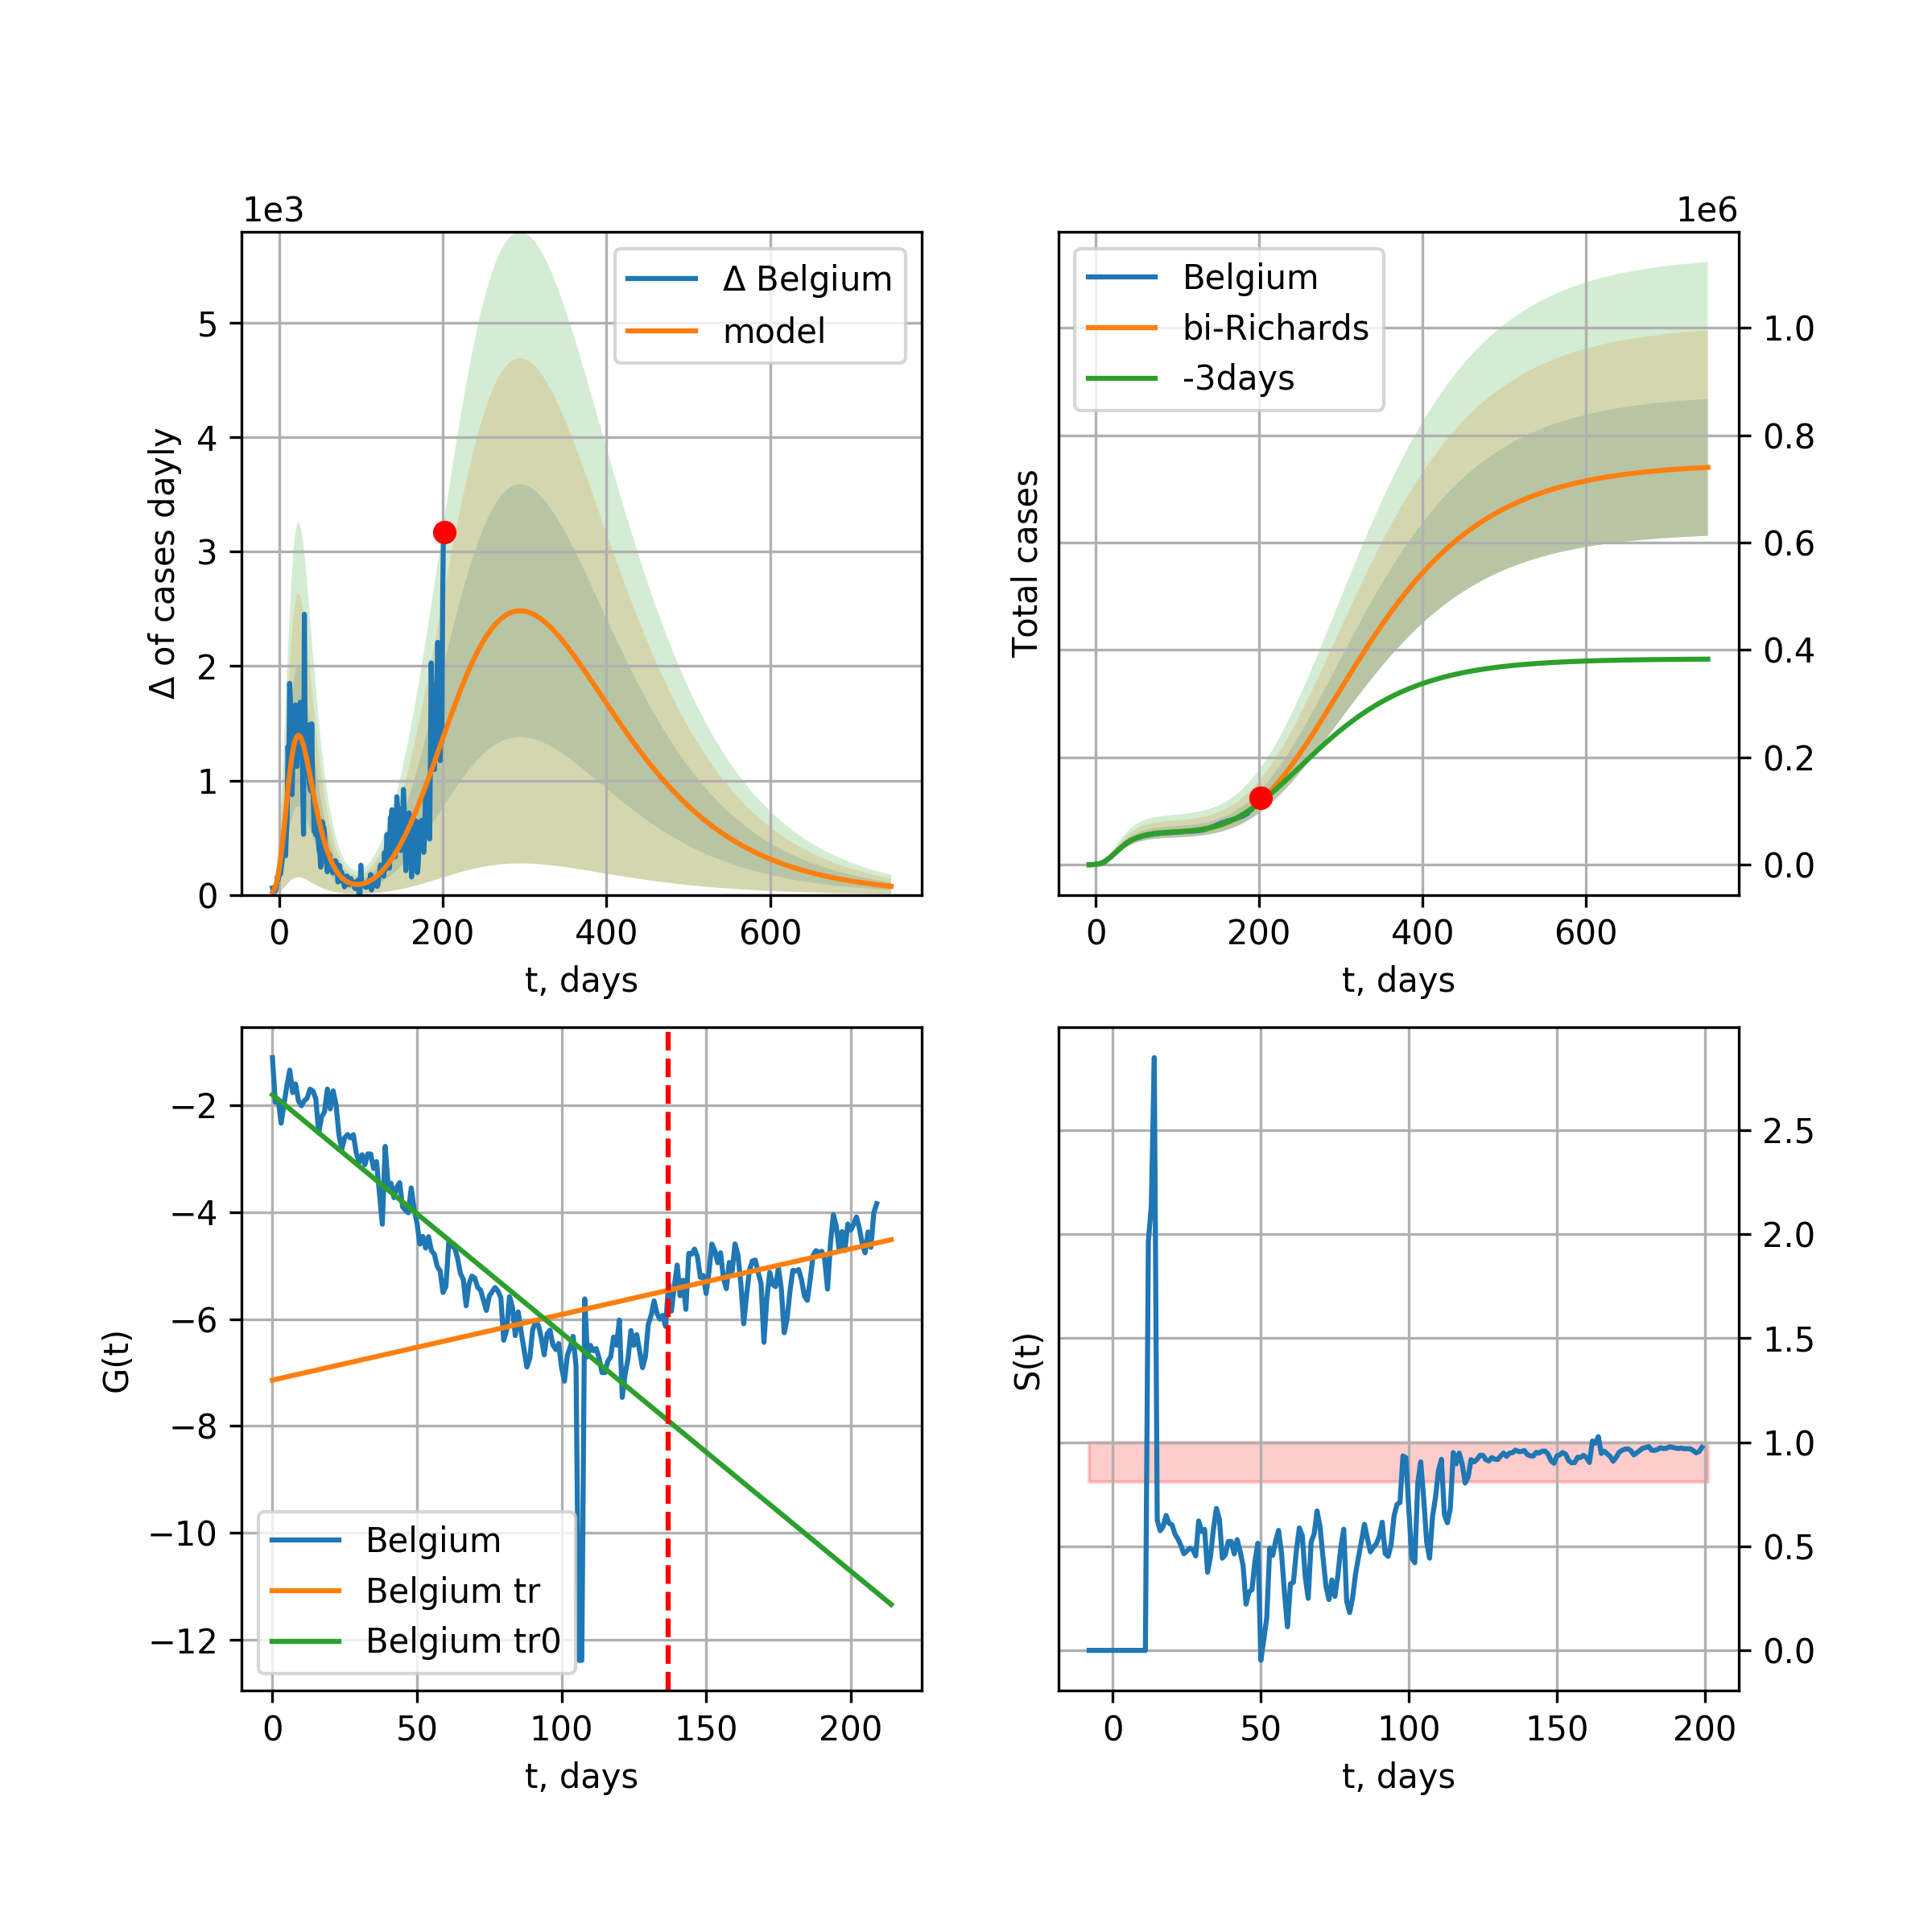 1e3
Δ Belgium
model
5
4
3
2
1
0
Δ of cases dayly
0
200
400
600
t, days
1e6
Belgium
bi-Richards
-3days
Total cases
1.0
0.8
0.6
0.4
0.2
0.0
0
200
400
600
t, days
−2
−4
−6
−8
−10
−12
G(t)
Belgium
Belgium tr
Belgium tr0
0
50
100
150
200
t, days
S(t)
2.5
2.0
1.5
1.0
0.5
0.0
0
50
100
150
200
t, days